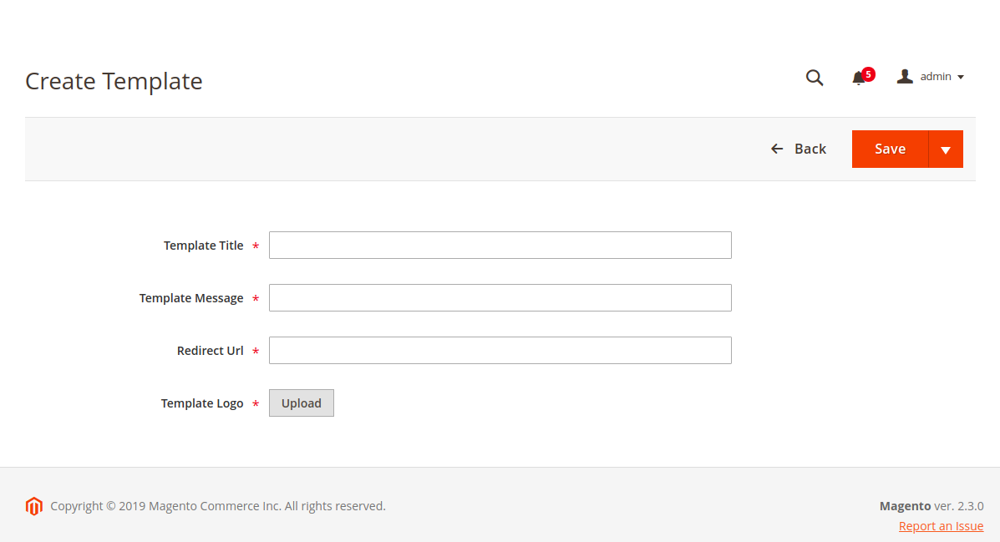 Create Template
5
admin
Back
Save
Template Title *
Template Message *
Redirect Url *
Template Logo * Upload
Copyright © 2019 Magento Commerce Inc. All rights reserved.
Magento ver. 2.3.0
Report an Issue